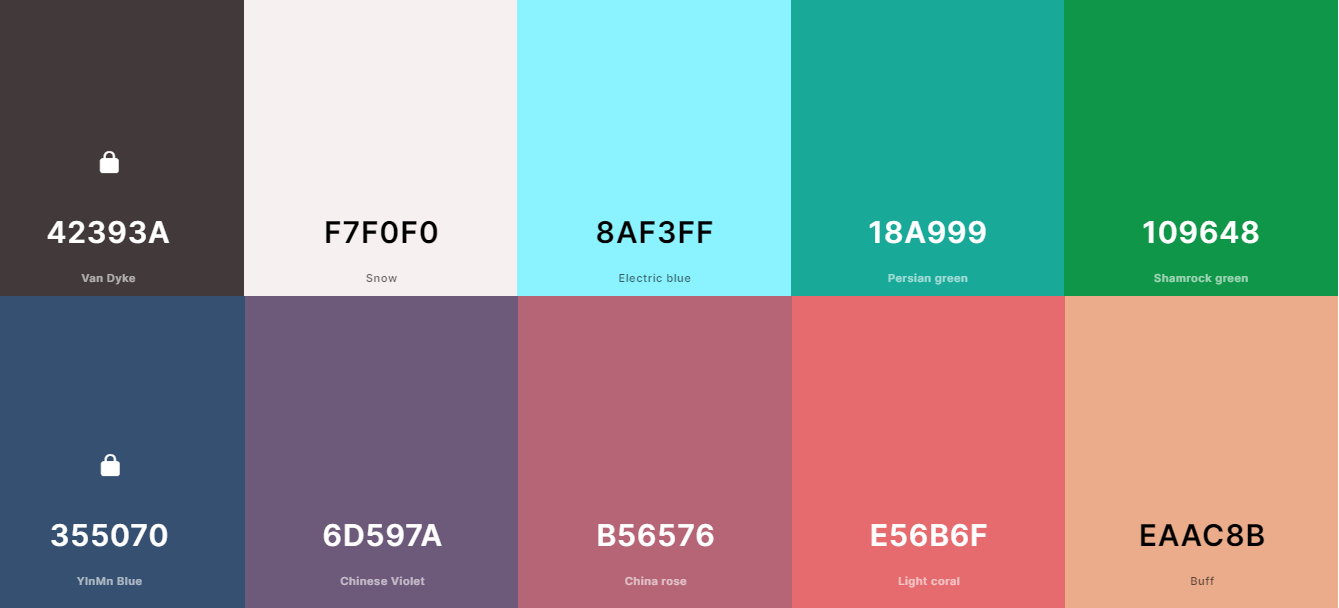 42393A
Van Dyke
F7F0F0
Snow
8AF3FF
Electric blue
18A999
Persian green
109648
Shamrock green
355070
YInMn Blue
6D597A
Chinese Violet
B56576
China rose
E56B6F
Light coral
EAAC8B
Buff